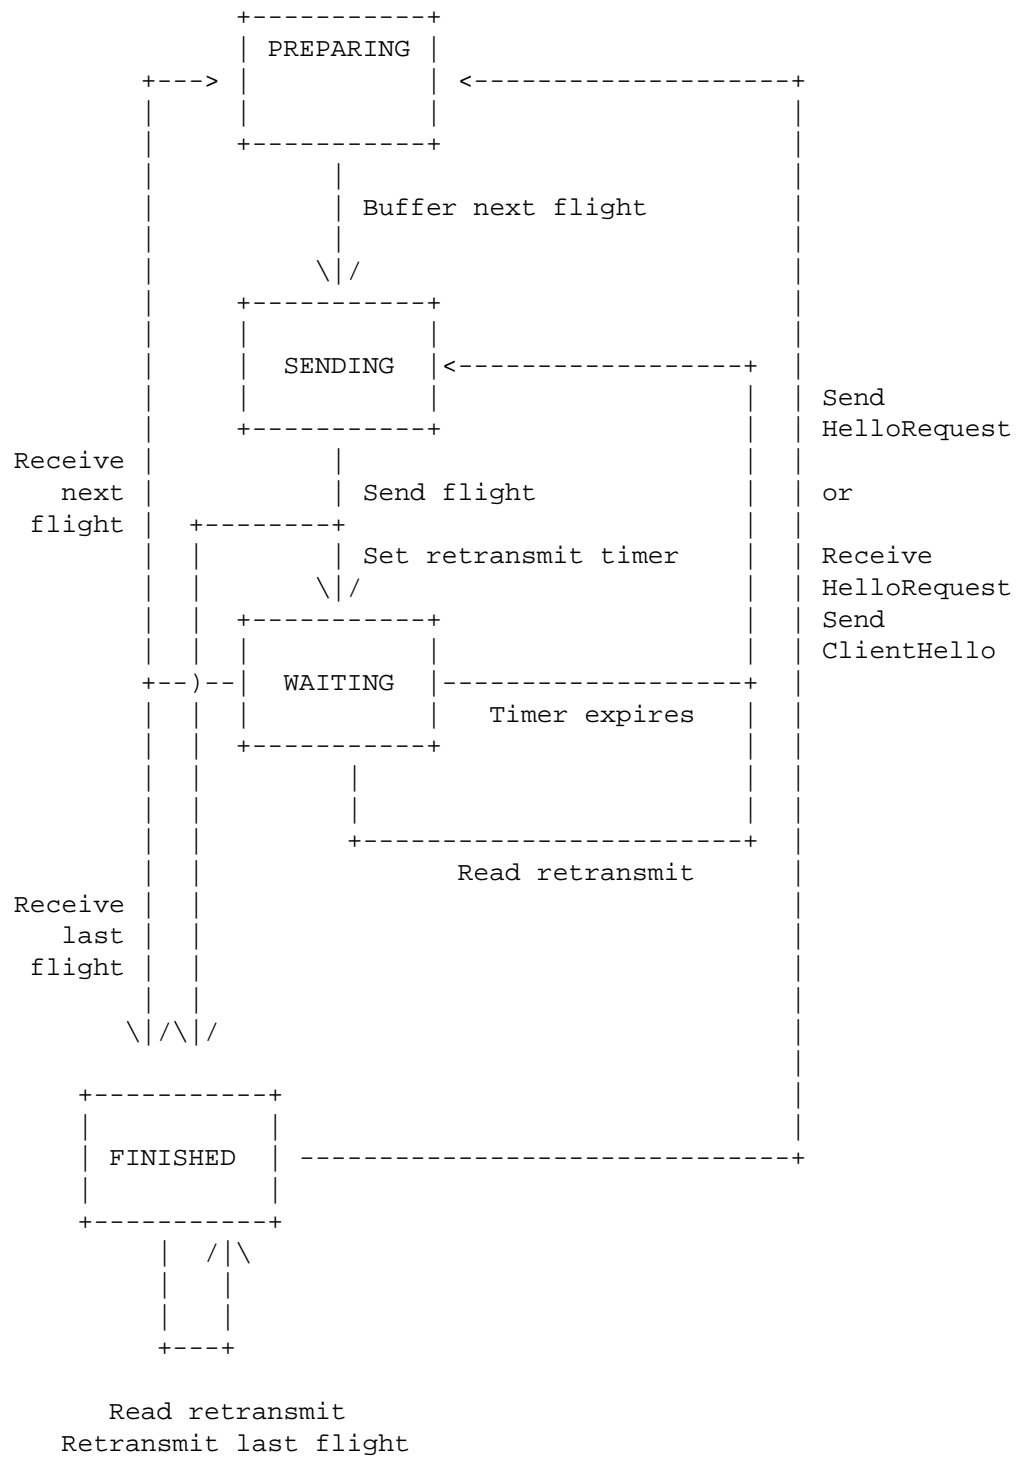 PREPARING
Buffer next flight
SENDING
Send
HelloRequest
Receive
next
flight
Send flight
or
Set retransmit timer
Receive
HelloRequest
Send
ClientHello
WAITING
Timer expires
Read retransmit
Receive
last
flight
FINISHED
Read retransmit
Retransmit last flight